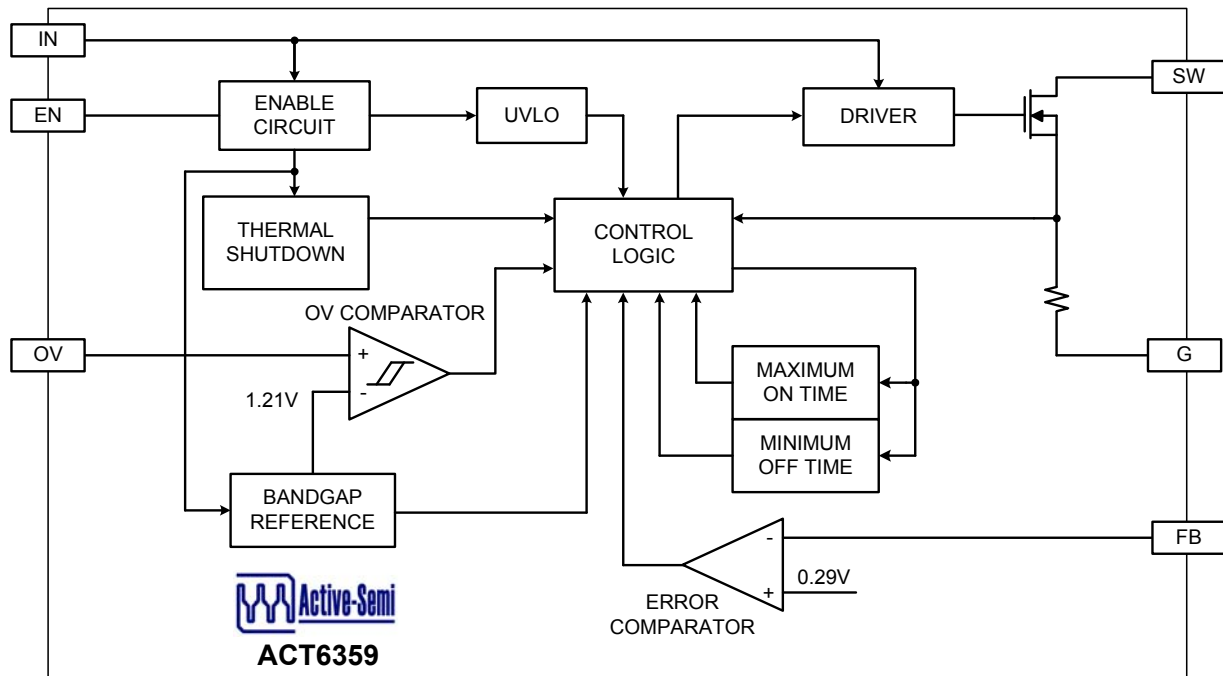 IN
SW
EN
ENABLE
CIRCUIT
UVLO
DRIVER
THERMAL
SHUTDOWN
CONTROL
LOGIC
OV COMPARATOR
OV
+
-
1.21V
G
MAXIMUM
ON TIME
MINIMUM
OFF TIME
BANDGAP
REFERENCE
FB
-
+
0.29V
ERROR
COMPARATOR
Active-Semi
ACT6359